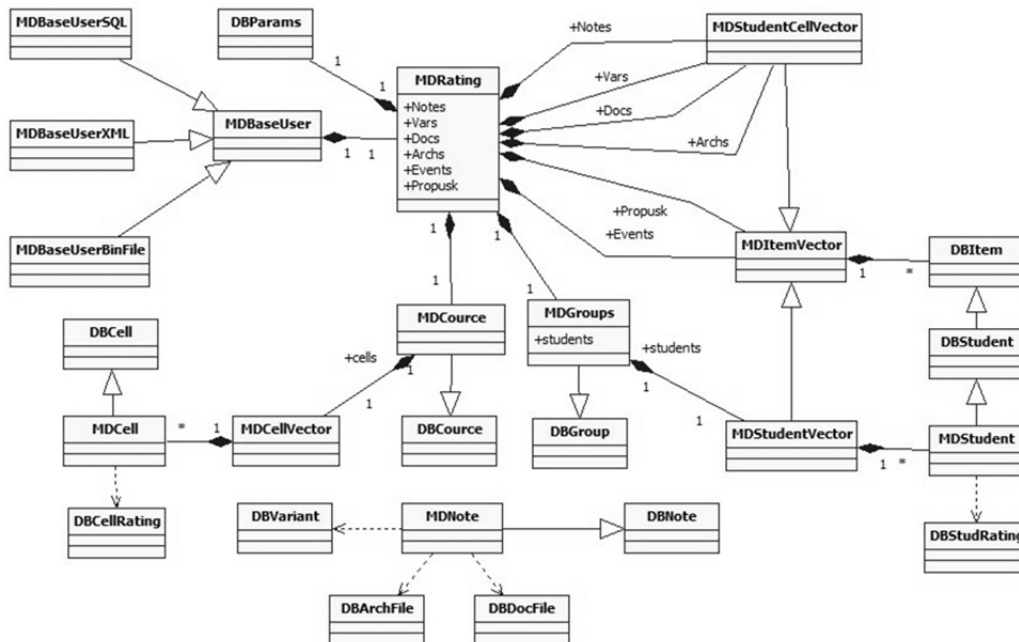 MDBaseUserSQL
DBParams
+Notes
MDStudentCellVector
1
1
MDRating
+Notes
+Vars
+Docs
+Archs
+Events
+Propusk
+Vars
+Docs
+Archs
MDBaseUserXML
MDBaseUser
1
1
MDBaseUserBinFile
1
1
+Propusk
+Events
MDItemVector
1
*
DBItem
1
1
MDCource
MDGroups
+students
DBCell
+cells
1
1
+students
1
1
DBStudent
MDCell
*
1
MDCellVector
DBCource
DBGroup
MDStudentVector
1
*
MDStudent
DBCellRating
DBVariant
MDNote
DBNote
DBStudRating
DBArchFile
DBDocFile